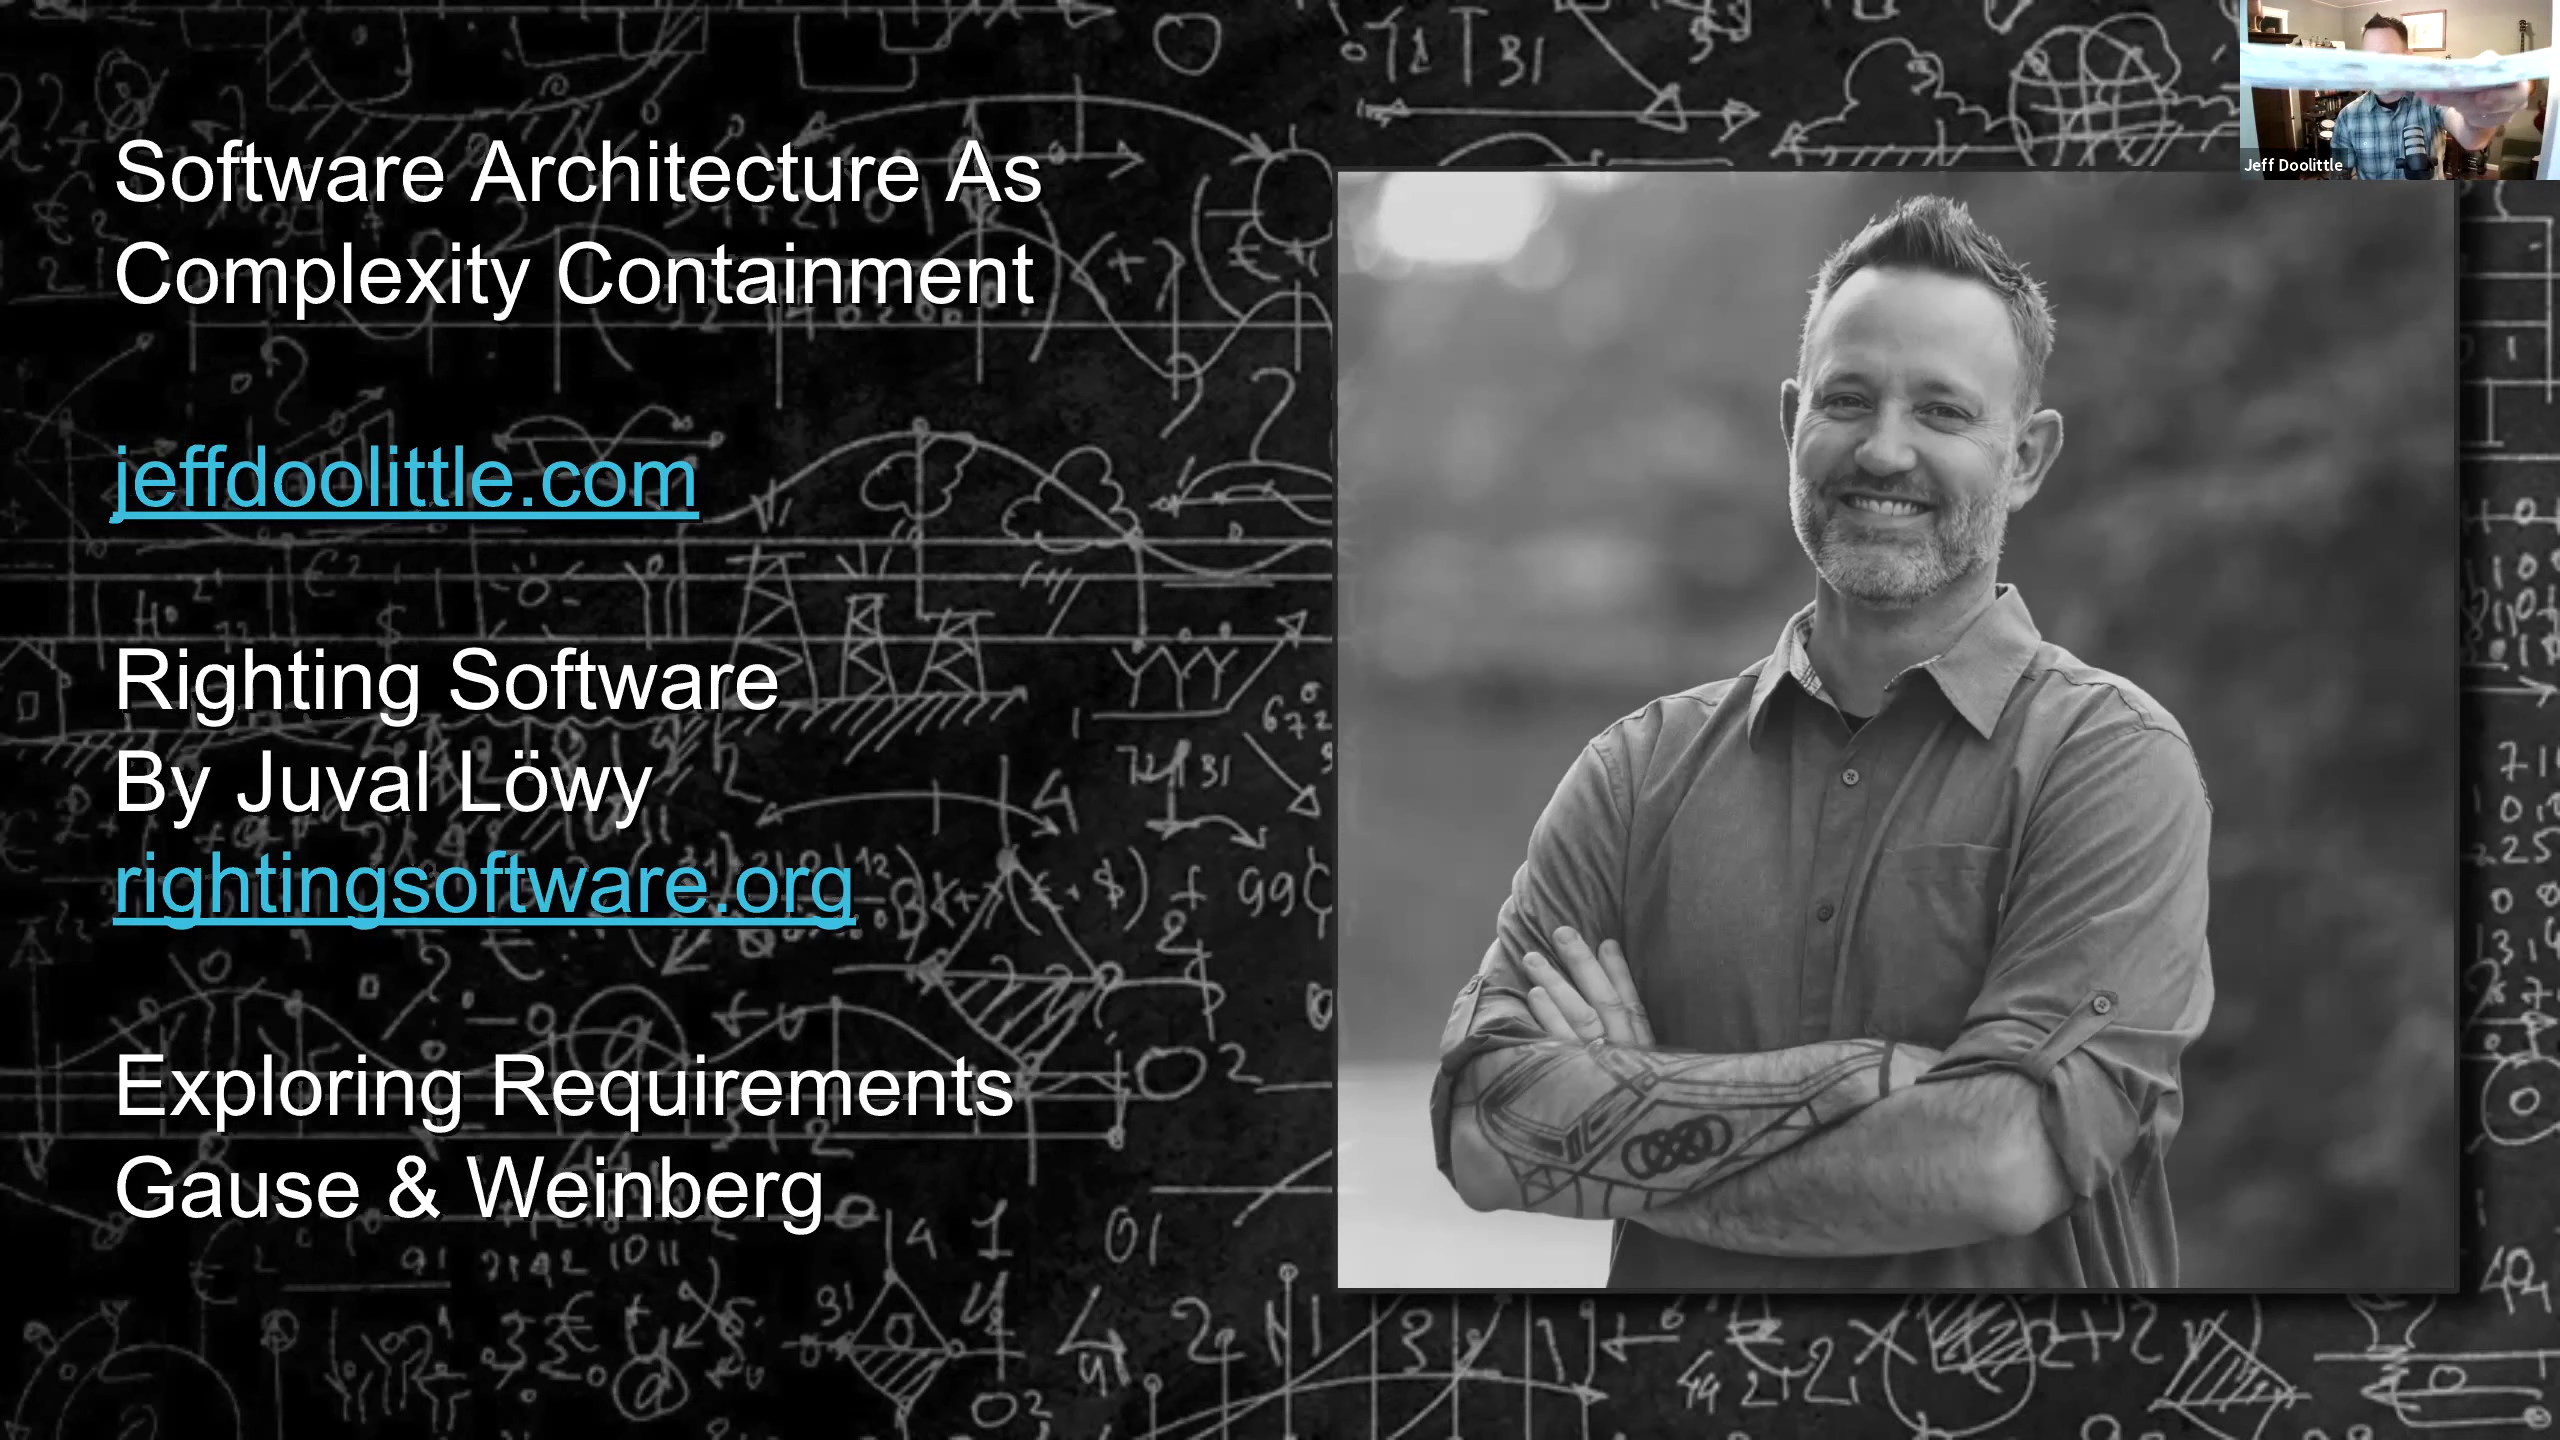 Software Architecture As
Complexity Containment
jeffdoolittle.com
Righting Software
By Juval Löwy
rightingsoftware.org
Exploring Requirements
Gause & Weinberg
Jeff Doolittle